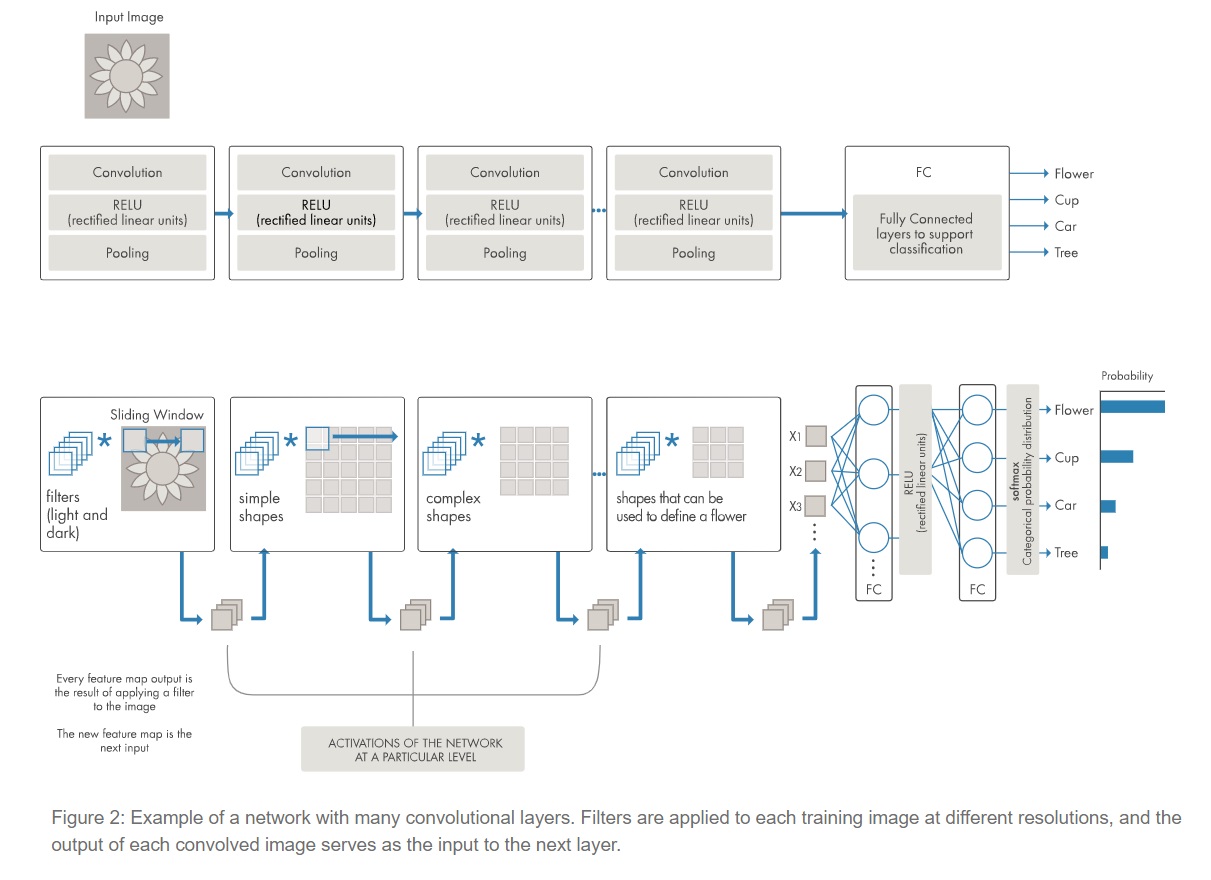 Input Image
Convolution
RELU
(rectified linear units)
Pooling
Convolution
RELU
(rectified linear units)
Pooling
Convolution
RELU
(rectified linear units)
Pooling
Convolution
RELU
(rectified linear units)
Pooling
FC
Fully Connected
layers to support
classification
Flower
Cup
Car
Tree
Sliding Window
*
filters
(light and
dark)
*
simple
shapes
*
complex
shapes
*
shapes that can be
used to define a flower
X1
X2
X3
FC
RELU
(rectified linear units)
FC
softmax
Categorical probability distribution
Probability
Flower
Cup
Car
Tree
Every feature map output is
the result of applying a filter
to the image
The new feature map is the
next input
ACTIVATIONS OF THE NETWORK
AT A PARTICULAR LEVEL
Figure 2: Example of a network with many convolutional layers. Filters are applied to each training image at different resolutions, and the
output of each convolved image serves as the input to the next layer.